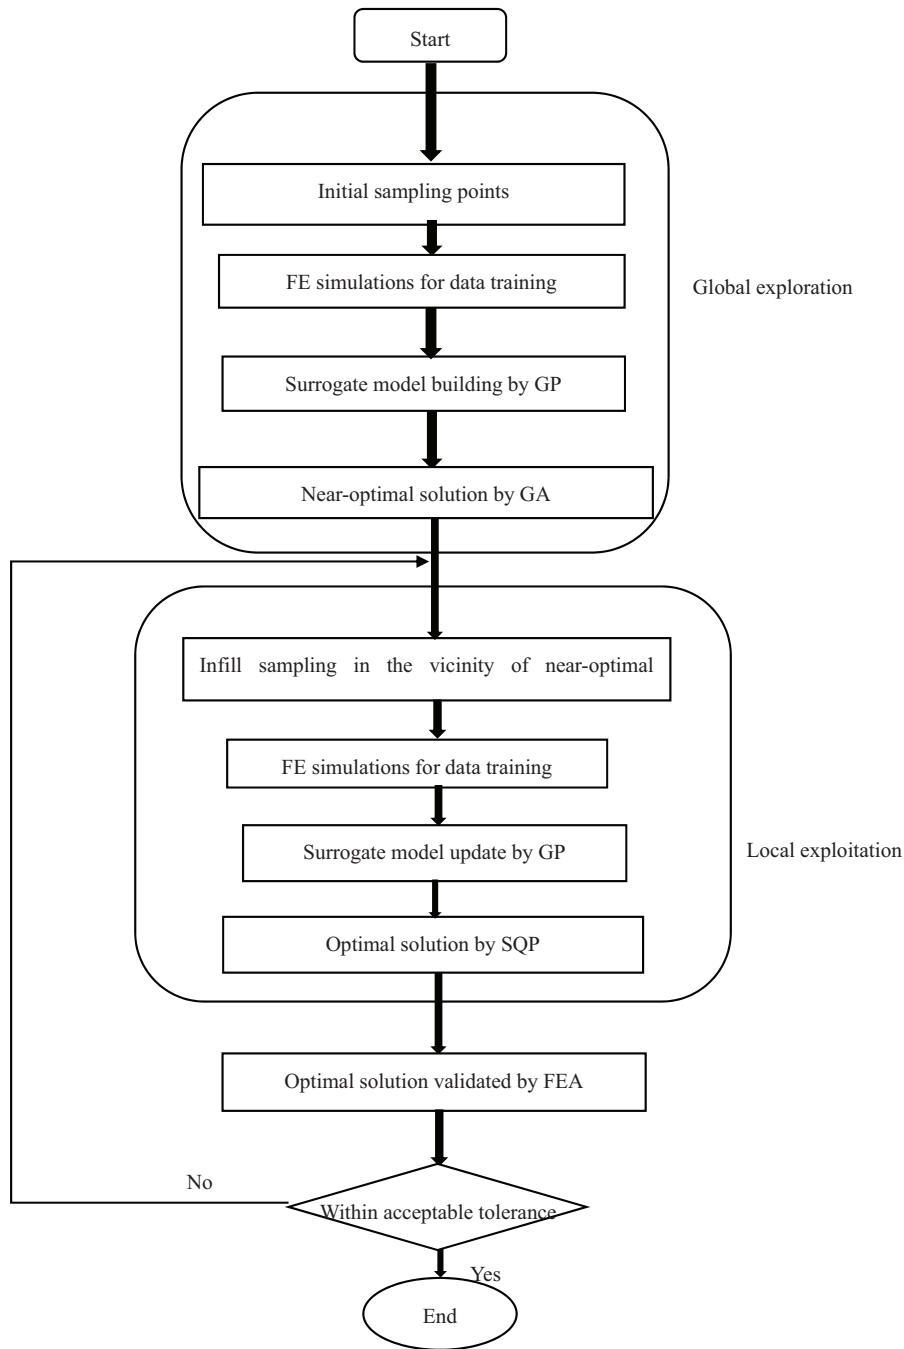 Start
Initial sampling points
FE simulations for data training
Global exploration
Surrogate model building by GP
Near-optimal solution by GA
Infill sampling in the vicinity of near-optimal
FE simulations for data training
Surrogate model update by GP
Local exploitation
Optimal solution by SQP
Optimal solution validated by FEA
No
Within acceptable tolerance
Yes
End